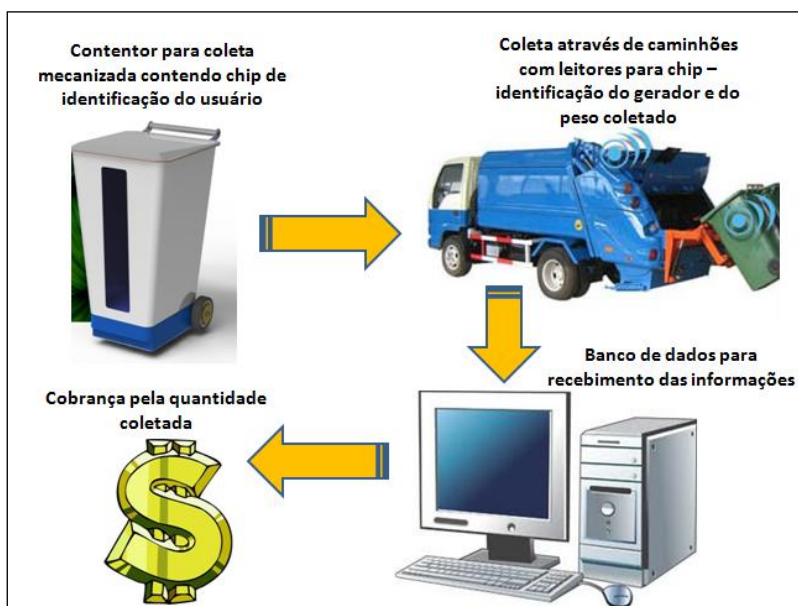 Contentor para coleta
mecanizada contendo chip de
identificação do usuário
Coleta através de caminhões
com leitores para chip –
identificação do gerador e do
peso coletado
Banco de dados para
recebimento das informações
Cobrança pela quantidade
coletada